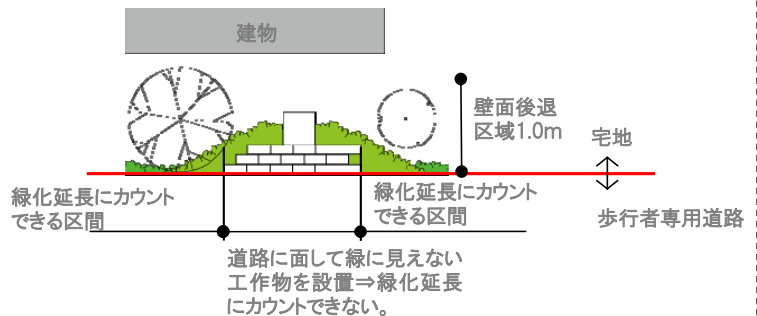 建物
壁面後退
区域1.0m
宅地
歩行者専用道路
緑化延長にカウント
できる区間
緑化延長にカウント
できる区間
道路に面して緑に見えない
工作物を設置⇒緑化延長
にカウントできない。